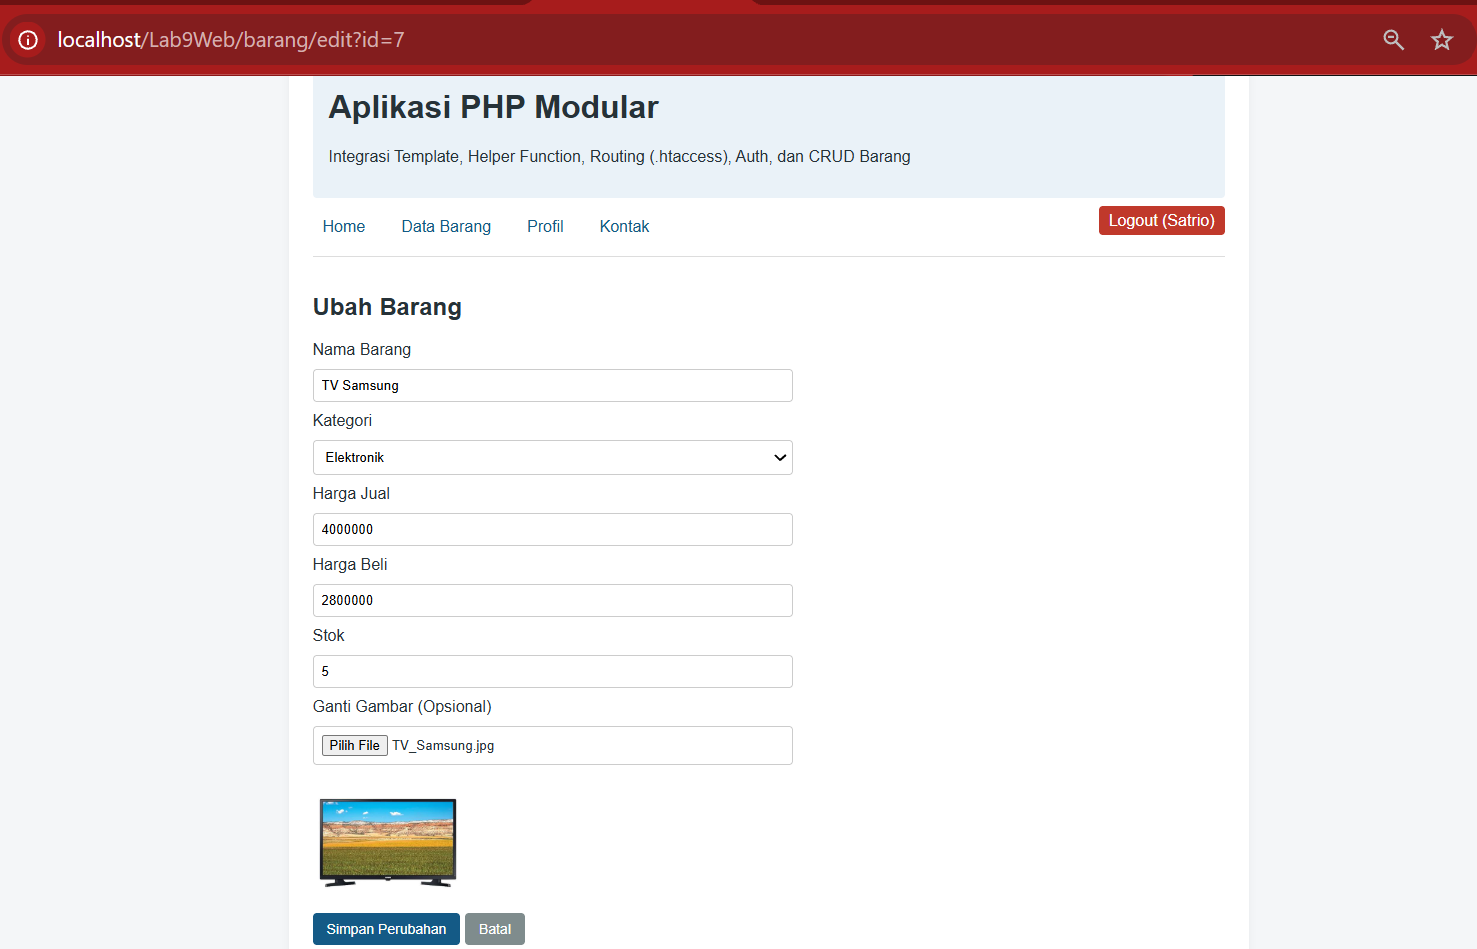 localhost/Lab9Web/barang/edit?id=7
Aplikasi PHP Modular
Integrasi Template, Helper Function, Routing (.htaccess), Auth, dan CRUD Barang
Home Data Barang Profil Kontak Logout (Satrio)
Ubah Barang
Nama Barang
TV Samsung
Kategori
Elektronik
Harga Jual
4000000
Harga Beli
2800000
Stok
5
Ganti Gambar (Opsional)
Pilih File TV_Samsung.jpg
Simpan Perubahan Batal